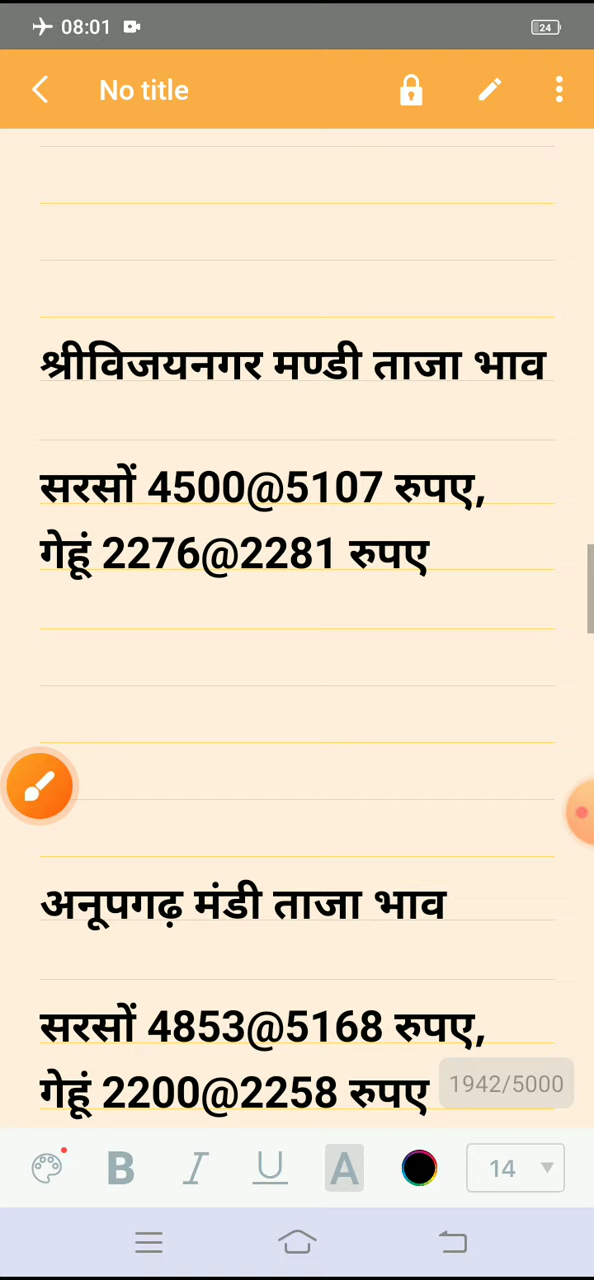 08:01
24
No title
श्रीविजयनगर मण्डी ताजा भाव
सरसों 4500@5107 रुपए,
गेहूं 2276@2281 रुपए
अनूपगढ़ मंडी ताजा भाव
सरसों 4853@5168 रुपए,
गेहूं 2200@2258 रुपए
1942/5000
B I U A 14